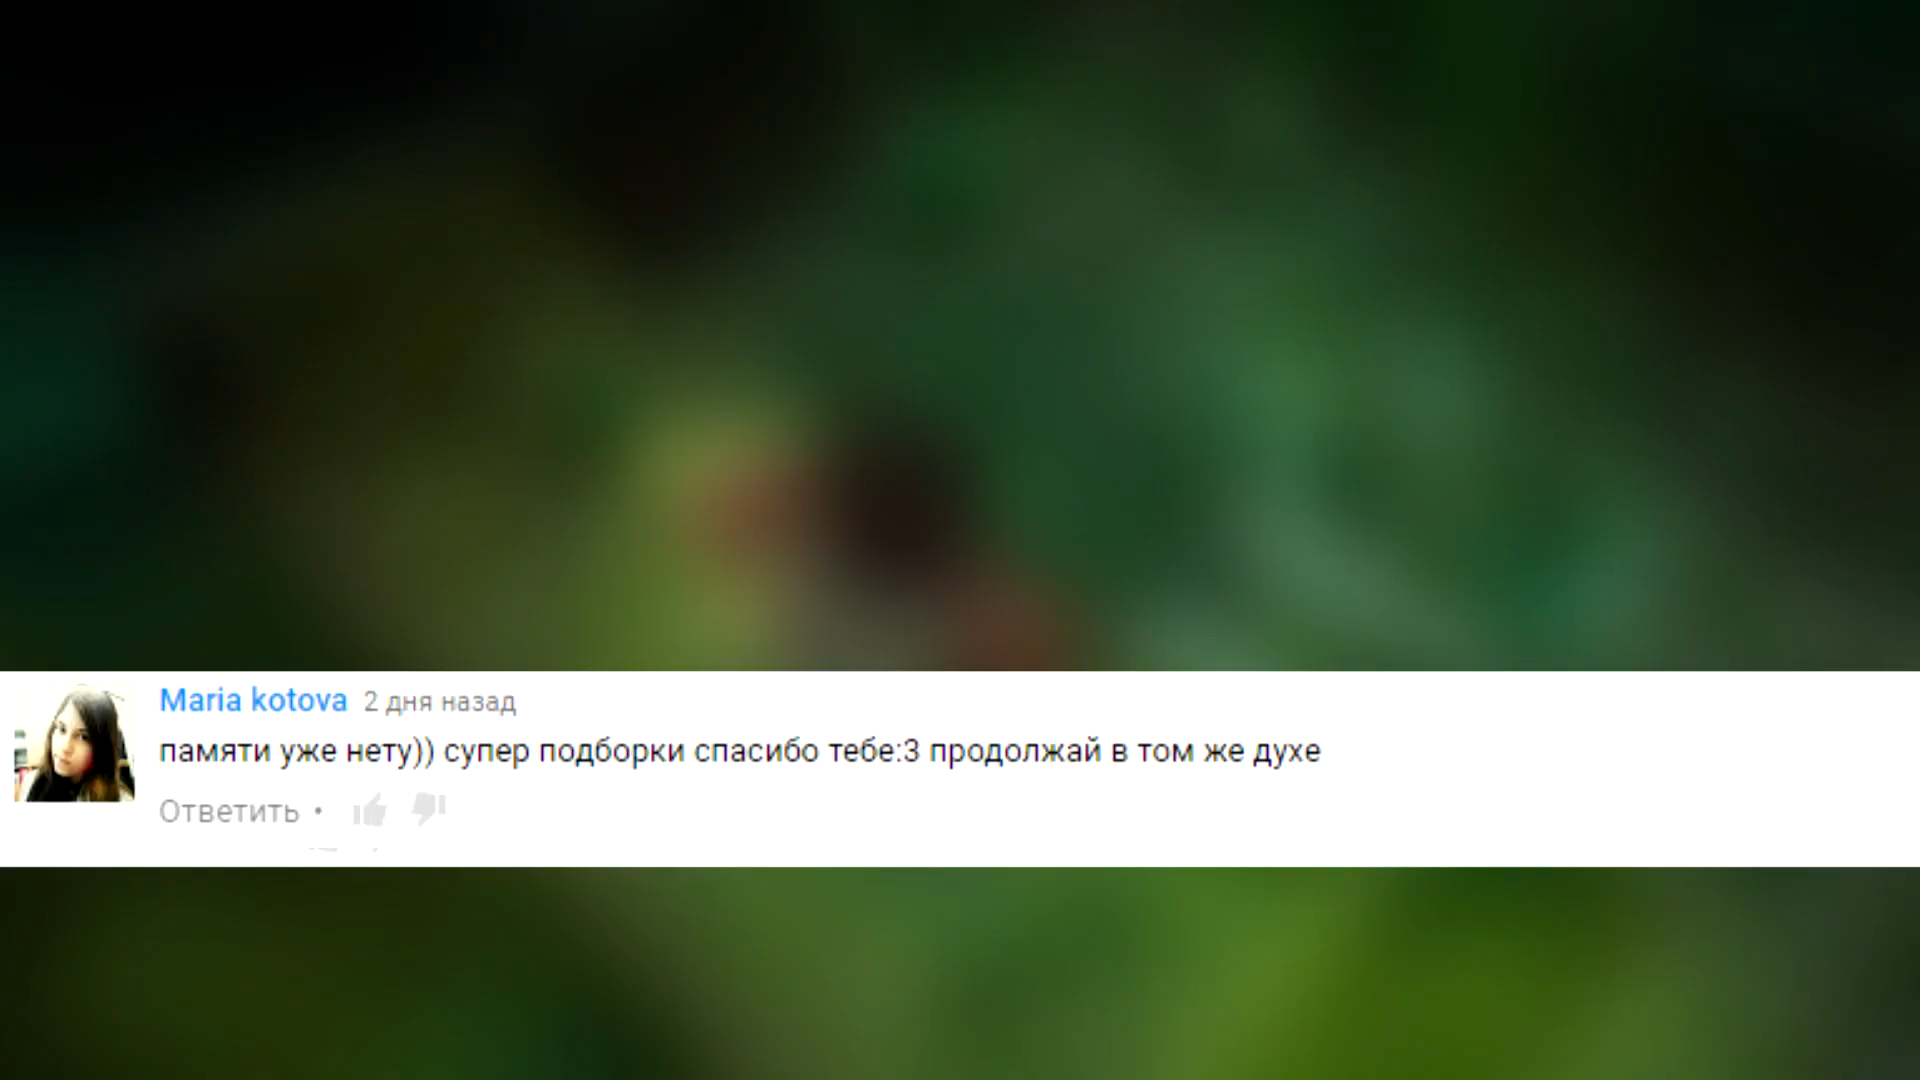 Maria kotova 2 дня назад
памяти уже нету)) супер подборки спасибо тебе:3 продолжай в том же духе
Ответить •